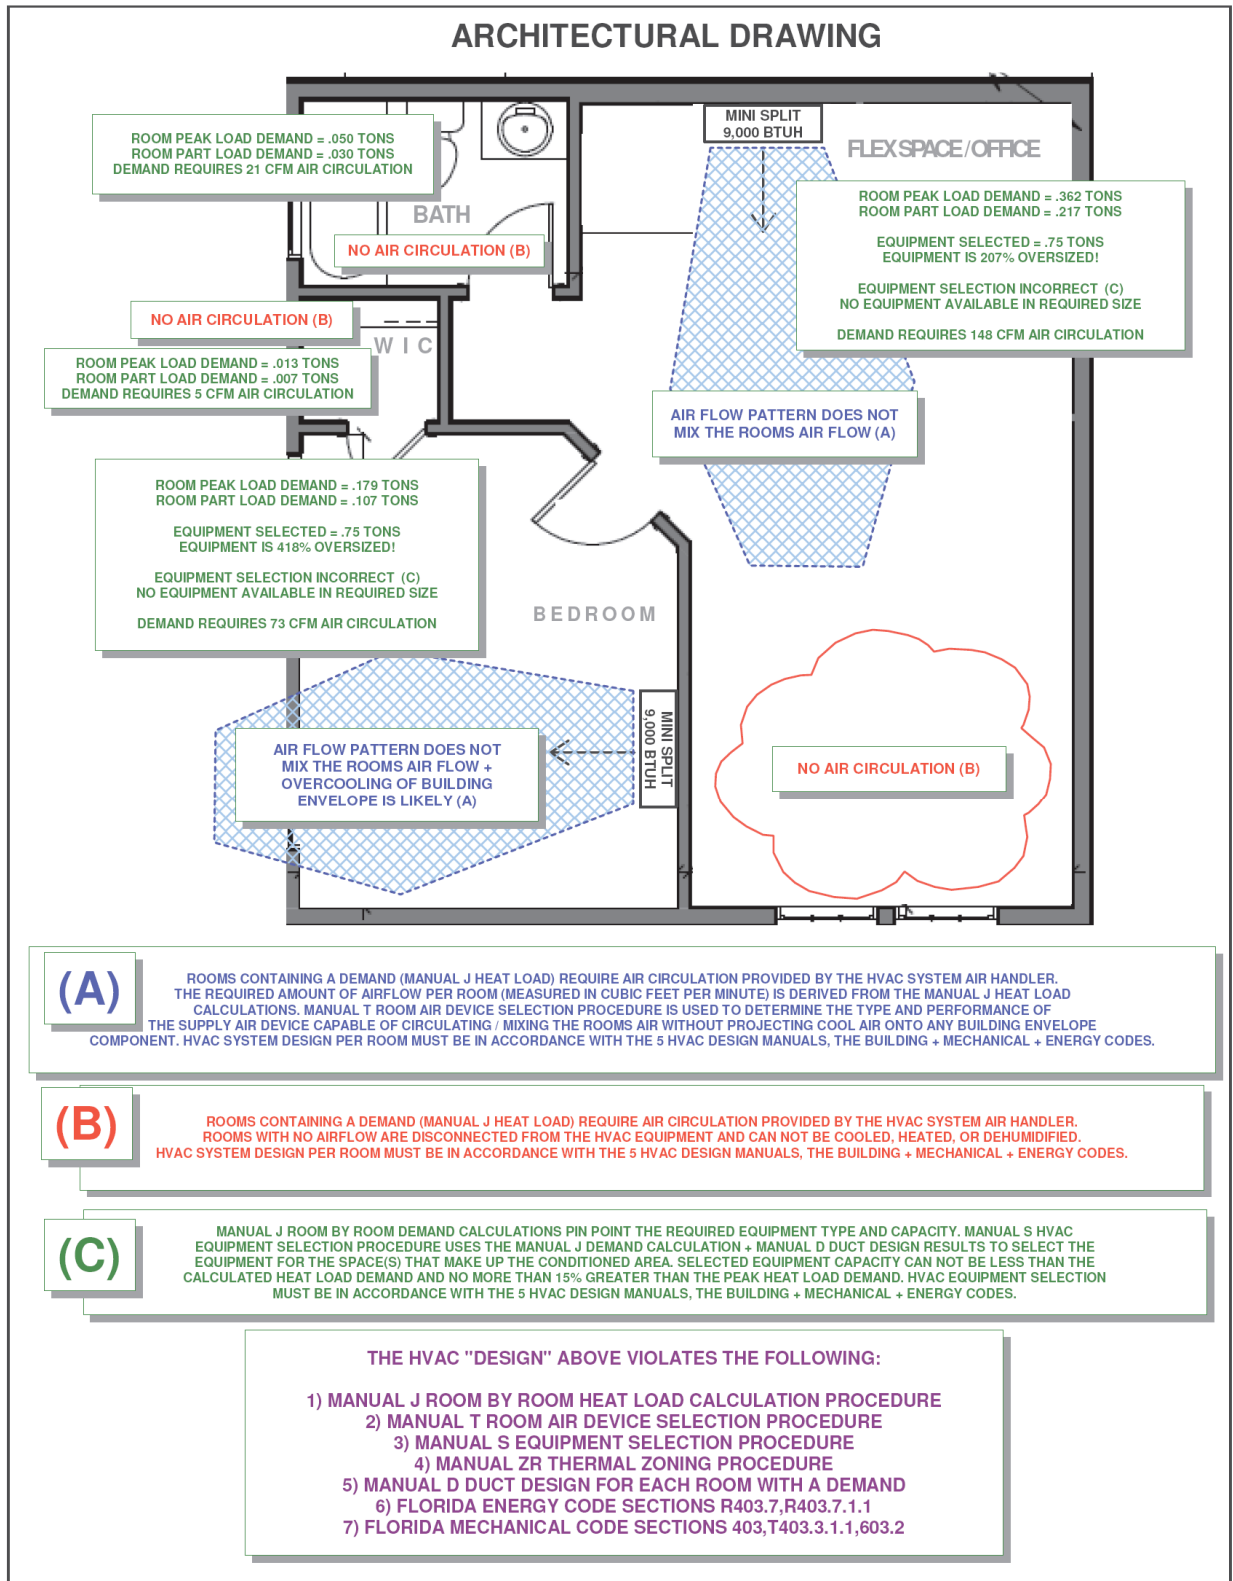 ARCHITECTURAL DRAWING
ROOM PEAK LOAD DEMAND = .050 TONS
ROOM PART LOAD DEMAND = .030 TONS
DEMAND REQUIRES 21 CFM AIR CIRCULATION
BATH
NO AIR CIRCULATION (B)
MINI SPLIT
9,000 BTUH
FLEX SPACE / OFFICE
ROOM PEAK LOAD DEMAND = .362 TONS
ROOM PART LOAD DEMAND = .217 TONS
EQUIPMENT SELECTED = .75 TONS
EQUIPMENT IS 207% OVERSIZED!
EQUIPMENT SELECTION INCORRECT (C)
NO EQUIPMENT AVAILABLE IN REQUIRED SIZE
DEMAND REQUIRES 148 CFM AIR CIRCULATION
NO AIR CIRCULATION (B)
WIC
ROOM PEAK LOAD DEMAND = .013 TONS
ROOM PART LOAD DEMAND = .007 TONS
DEMAND REQUIRES 5 CFM AIR CIRCULATION
AIR FLOW PATTERN DOES NOT
MIX THE ROOMS AIR FLOW (A)
ROOM PEAK LOAD DEMAND = .179 TONS
ROOM PART LOAD DEMAND = .107 TONS
EQUIPMENT SELECTED = .75 TONS
EQUIPMENT IS 418% OVERSIZED!
EQUIPMENT SELECTION INCORRECT (C)
NO EQUIPMENT AVAILABLE IN REQUIRED SIZE
DEMAND REQUIRES 73 CFM AIR CIRCULATION
BEDROOM
MINI SPLIT
9,000 BTUH
AIR FLOW PATTERN DOES NOT
MIX THE ROOMS AIR FLOW +
OVERCOOLING OF BUILDING
ENVELOPE IS LIKELY (A)
NO AIR CIRCULATION (B)
(A)
ROOMS CONTAINING A DEMAND (MANUAL J HEAT LOAD) REQUIRE AIR CIRCULATION PROVIDED BY THE HVAC SYSTEM AIR HANDLER.
THE REQUIRED AMOUNT OF AIRFLOW PER ROOM (MEASURED IN CUBIC FEET PER MINUTE) IS DERIVED FROM THE MANUAL J HEAT LOAD
CALCULATIONS. MANUAL T ROOM AIR DEVICE SELECTION PROCEDURE IS USED TO DETERMINE THE TYPE AND PERFORMANCE OF
THE SUPPLY AIR DEVICE CAPABLE OF CIRCULATING / MIXING THE ROOMS AIR WITHOUT PROJECTING COOL AIR ONTO ANY BUILDING ENVELOPE
COMPONENT. HVAC SYSTEM DESIGN PER ROOM MUST BE IN ACCORDANCE WITH THE 5 HVAC DESIGN MANUALS, THE BUILDING + MECHANICAL + ENERGY CODES.
(B)
ROOMS CONTAINING A DEMAND (MANUAL J HEAT LOAD) REQUIRE AIR CIRCULATION PROVIDED BY THE HVAC SYSTEM AIR HANDLER.
ROOMS WITH NO AIRFLOW ARE DISCONNECTED FROM THE HVAC EQUIPMENT AND CAN NOT BE COOLED, HEATED, OR DEHUMIDIFIED.
HVAC SYSTEM DESIGN PER ROOM MUST BE IN ACCORDANCE WITH THE 5 HVAC DESIGN MANUALS, THE BUILDING + MECHANICAL + ENERGY CODES.
(C)
MANUAL J ROOM BY ROOM DEMAND CALCULATIONS PIN POINT THE REQUIRED EQUIPMENT TYPE AND CAPACITY. MANUAL S HVAC
EQUIPMENT SELECTION PROCEDURE USES THE MANUAL J DEMAND CALCULATION + MANUAL D DUCT DESIGN RESULTS TO SELECT THE
EQUIPMENT FOR THE SPACE(S) THAT MAKE UP THE CONDITIONED AREA. SELECTED EQUIPMENT CAPACITY CAN NOT BE LESS THAN THE
CALCULATED HEAT LOAD DEMAND AND NO MORE THAN 15% GREATER THAN THE PEAK HEAT LOAD DEMAND. HVAC EQUIPMENT SELECTION
MUST BE IN ACCORDANCE WITH THE 5 HVAC DESIGN MANUALS, THE BUILDING + MECHANICAL + ENERGY CODES.
THE HVAC "DESIGN" ABOVE VIOLATES THE FOLLOWING:
1) MANUAL J ROOM BY ROOM HEAT LOAD CALCULATION PROCEDURE
2) MANUAL T ROOM AIR DEVICE SELECTION PROCEDURE
3) MANUAL S EQUIPMENT SELECTION PROCEDURE
4) MANUAL ZR THERMAL ZONING PROCEDURE
5) MANUAL D DUCT DESIGN FOR EACH ROOM WITH A DEMAND
6) FLORIDA ENERGY CODE SECTIONS R403.7,R403.7.1.1
7) FLORIDA MECHANICAL CODE SECTIONS 403,T403.3.1.1,603.2